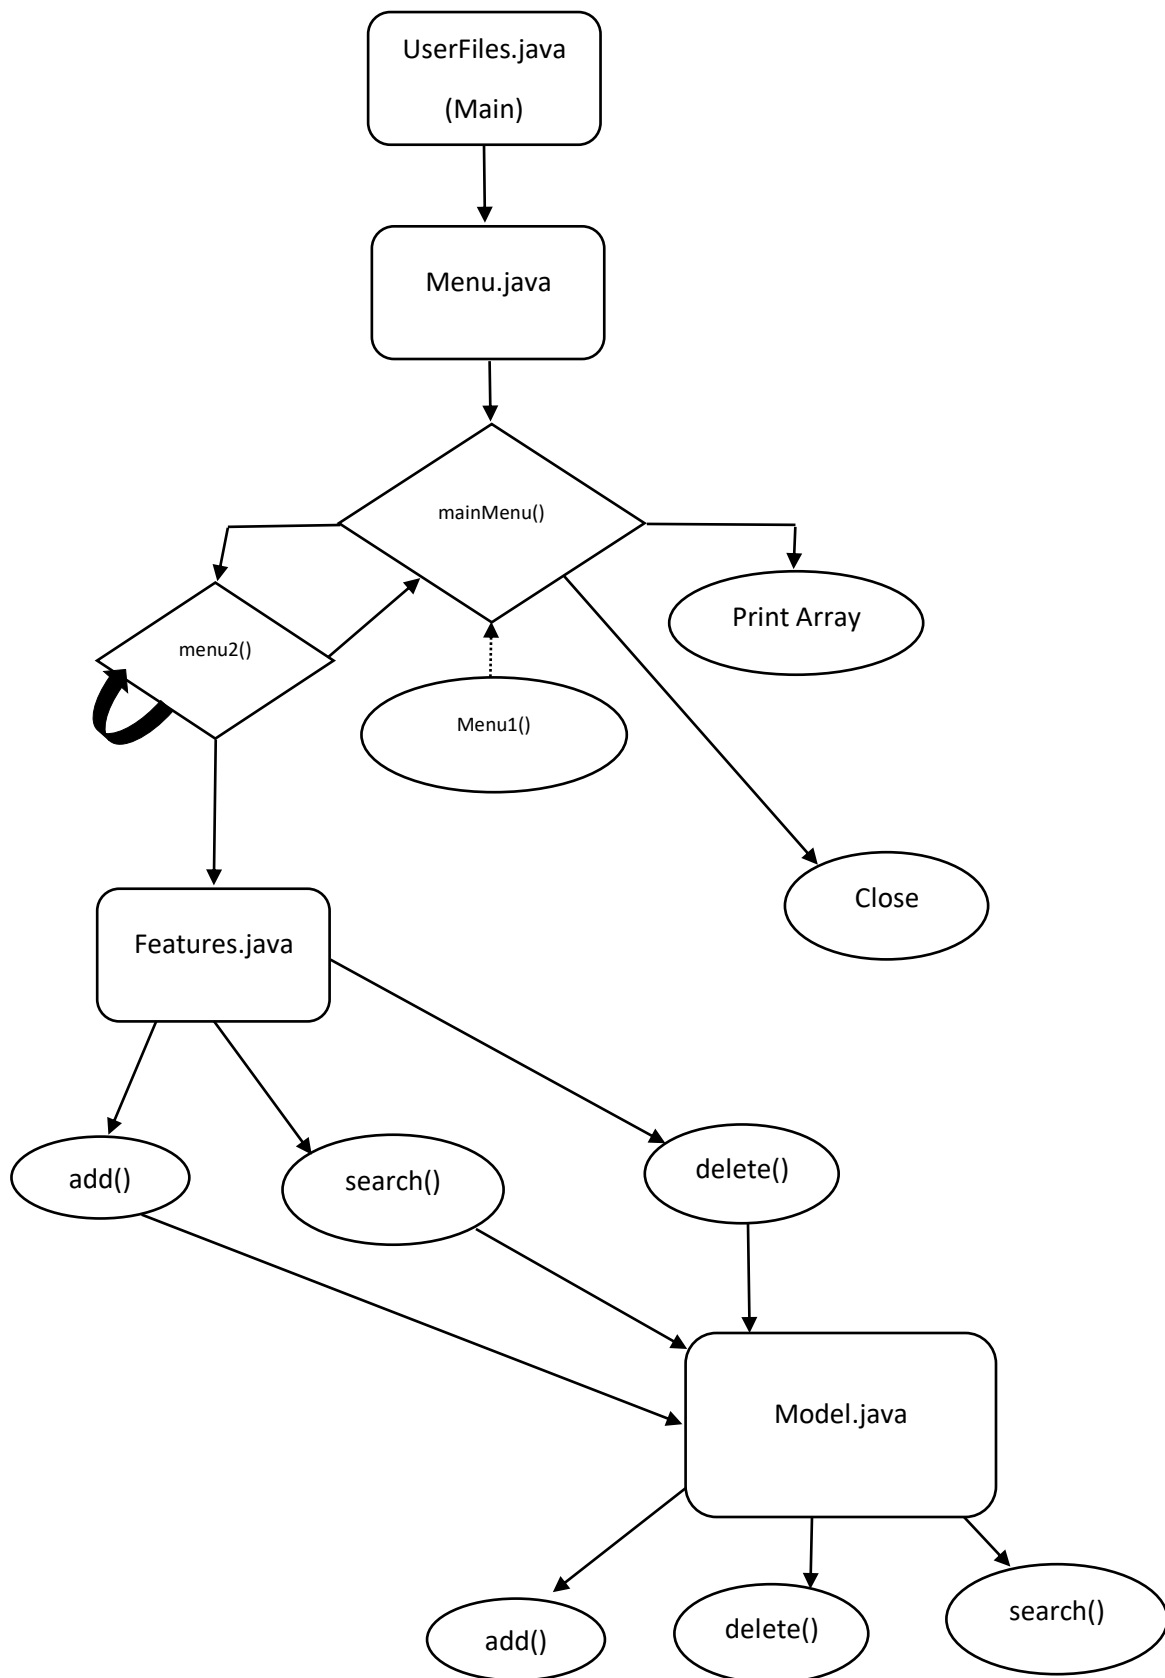 UserFiles.java
(Main)
Menu.java
mainMenu()
Print Array
menu2()
Menu1()
Close
Features.java
add()
search()
delete()
Model.java
add()
delete()
search()